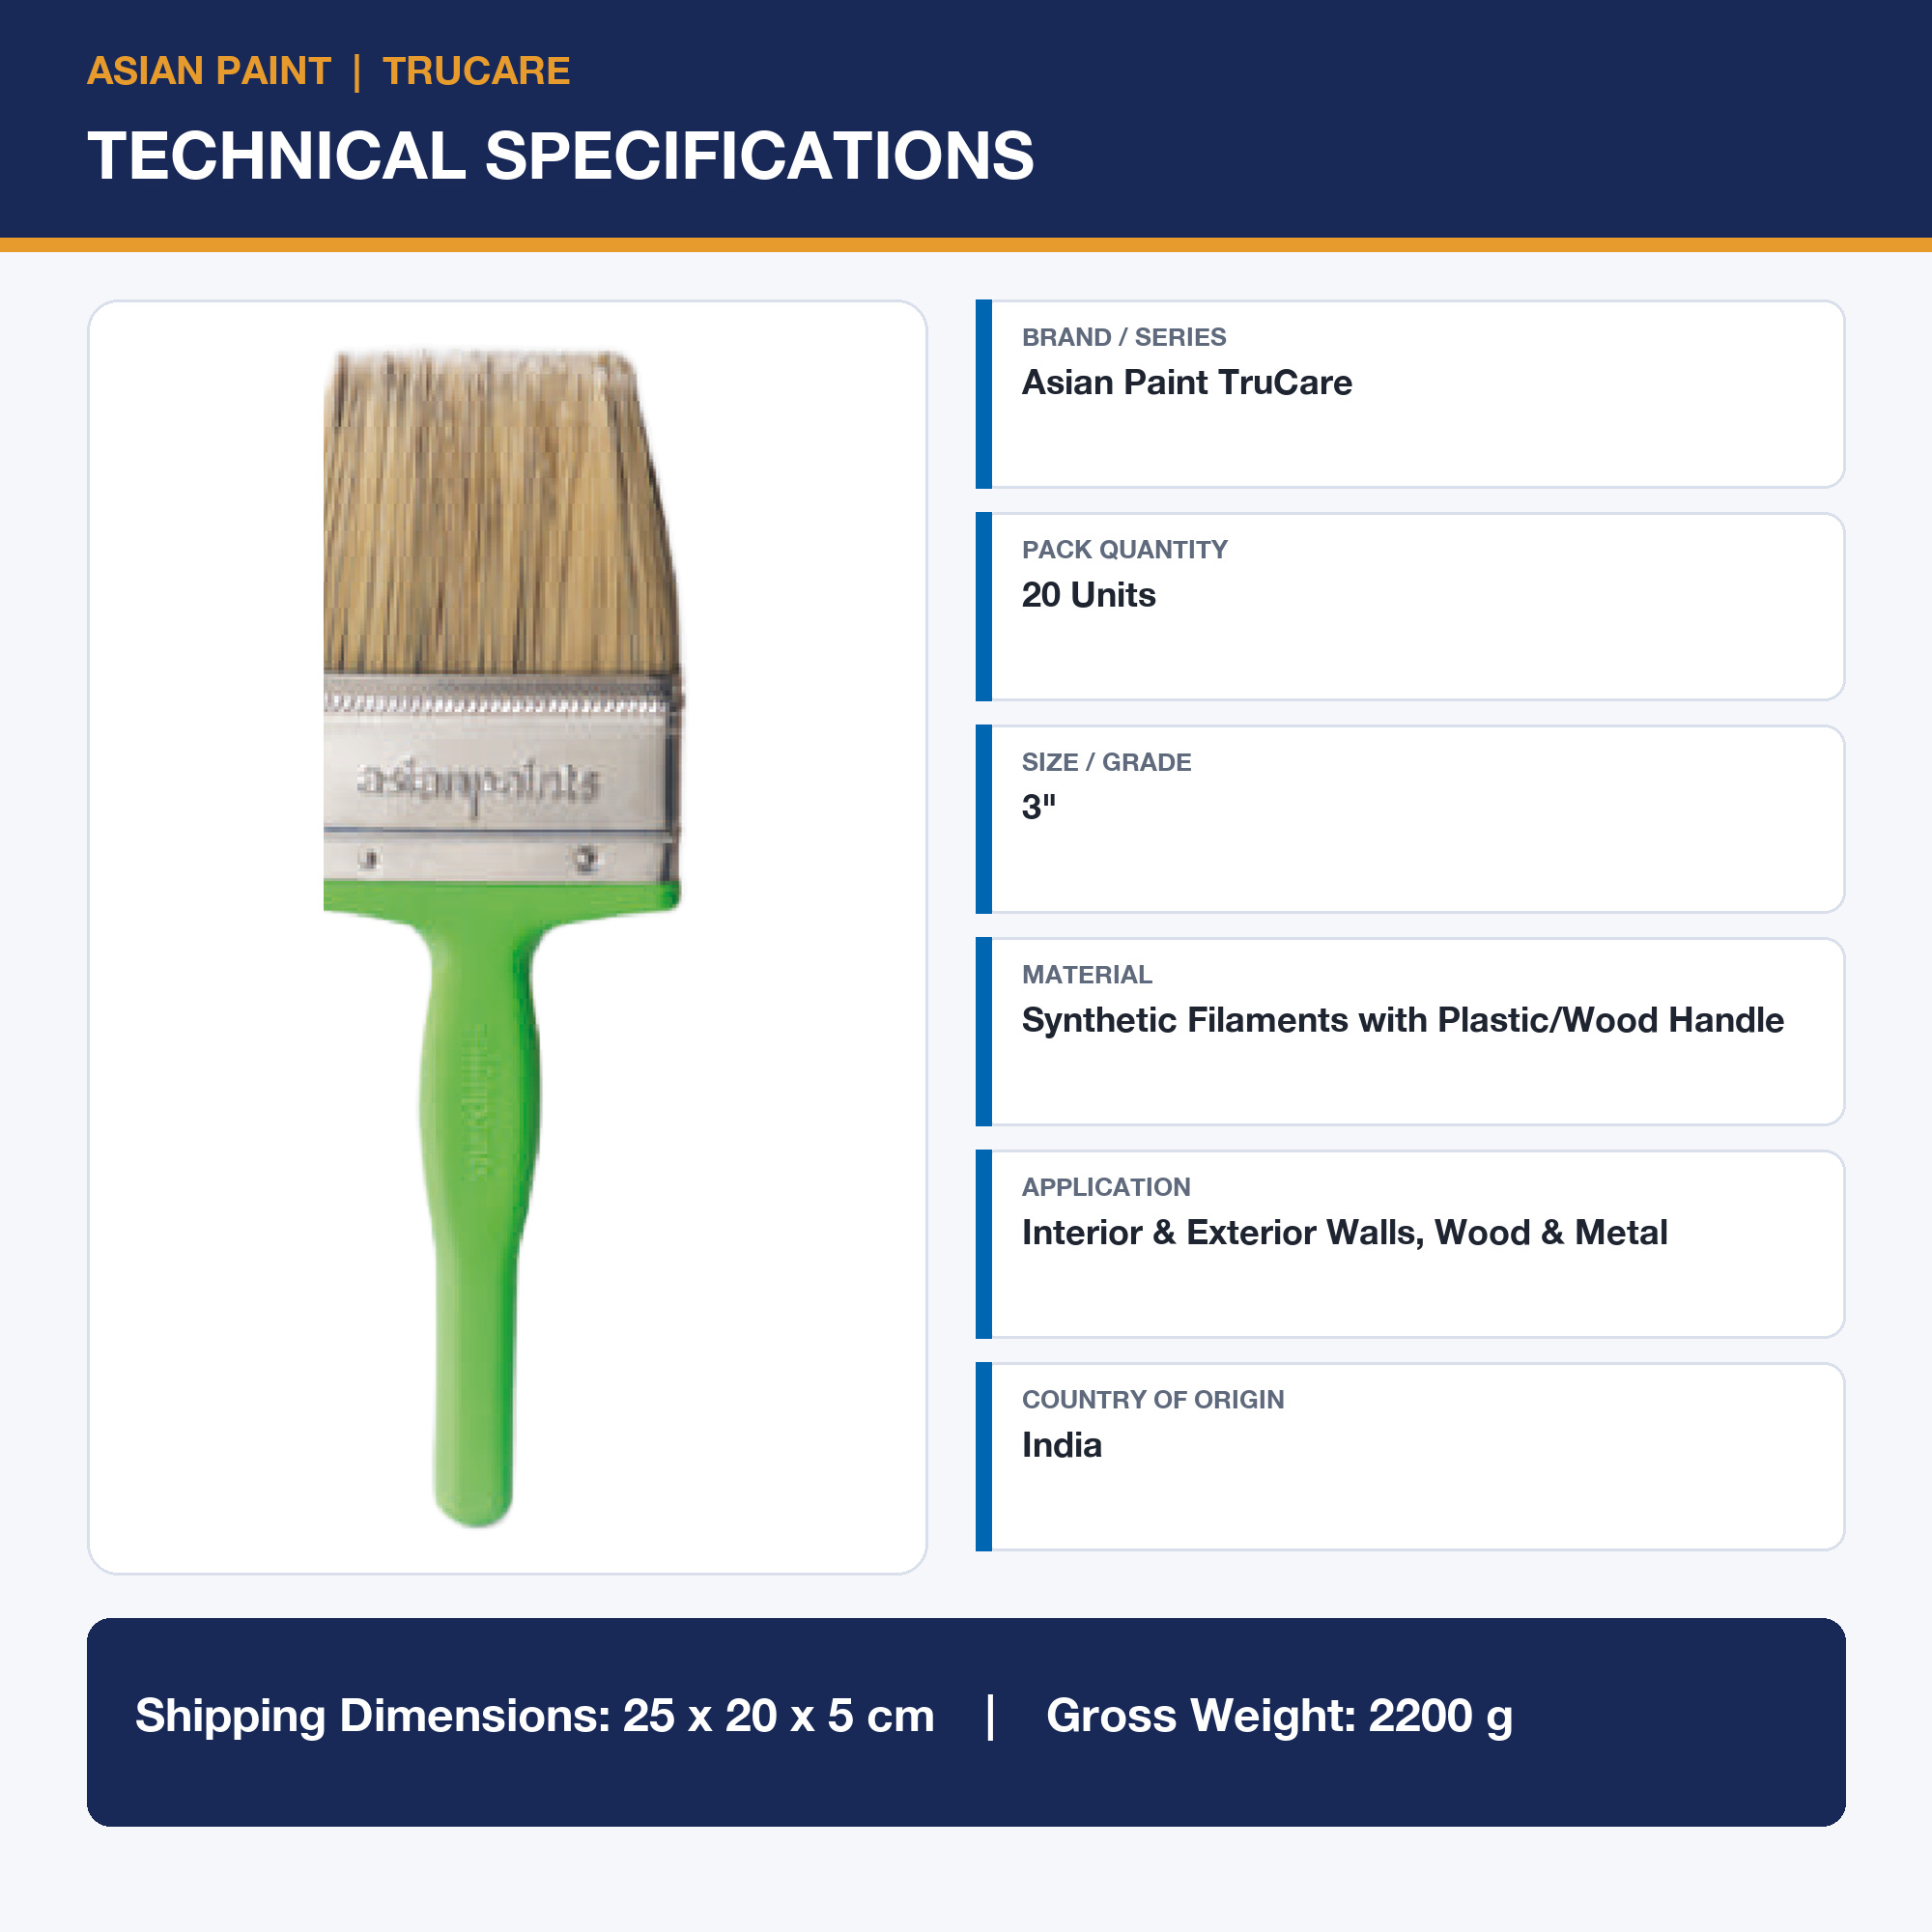 ASIAN PAINT | TRUCARE
TECHNICAL SPECIFICATIONS
asianpaints
BRAND / SERIES
Asian Paint TruCare
PACK QUANTITY
20 Units
SIZE / GRADE
3"
MATERIAL
Synthetic Filaments with Plastic/Wood Handle
APPLICATION
Interior & Exterior Walls, Wood & Metal
COUNTRY OF ORIGIN
India
Shipping Dimensions: 25 x 20 x 5 cm | Gross Weight: 2200 g